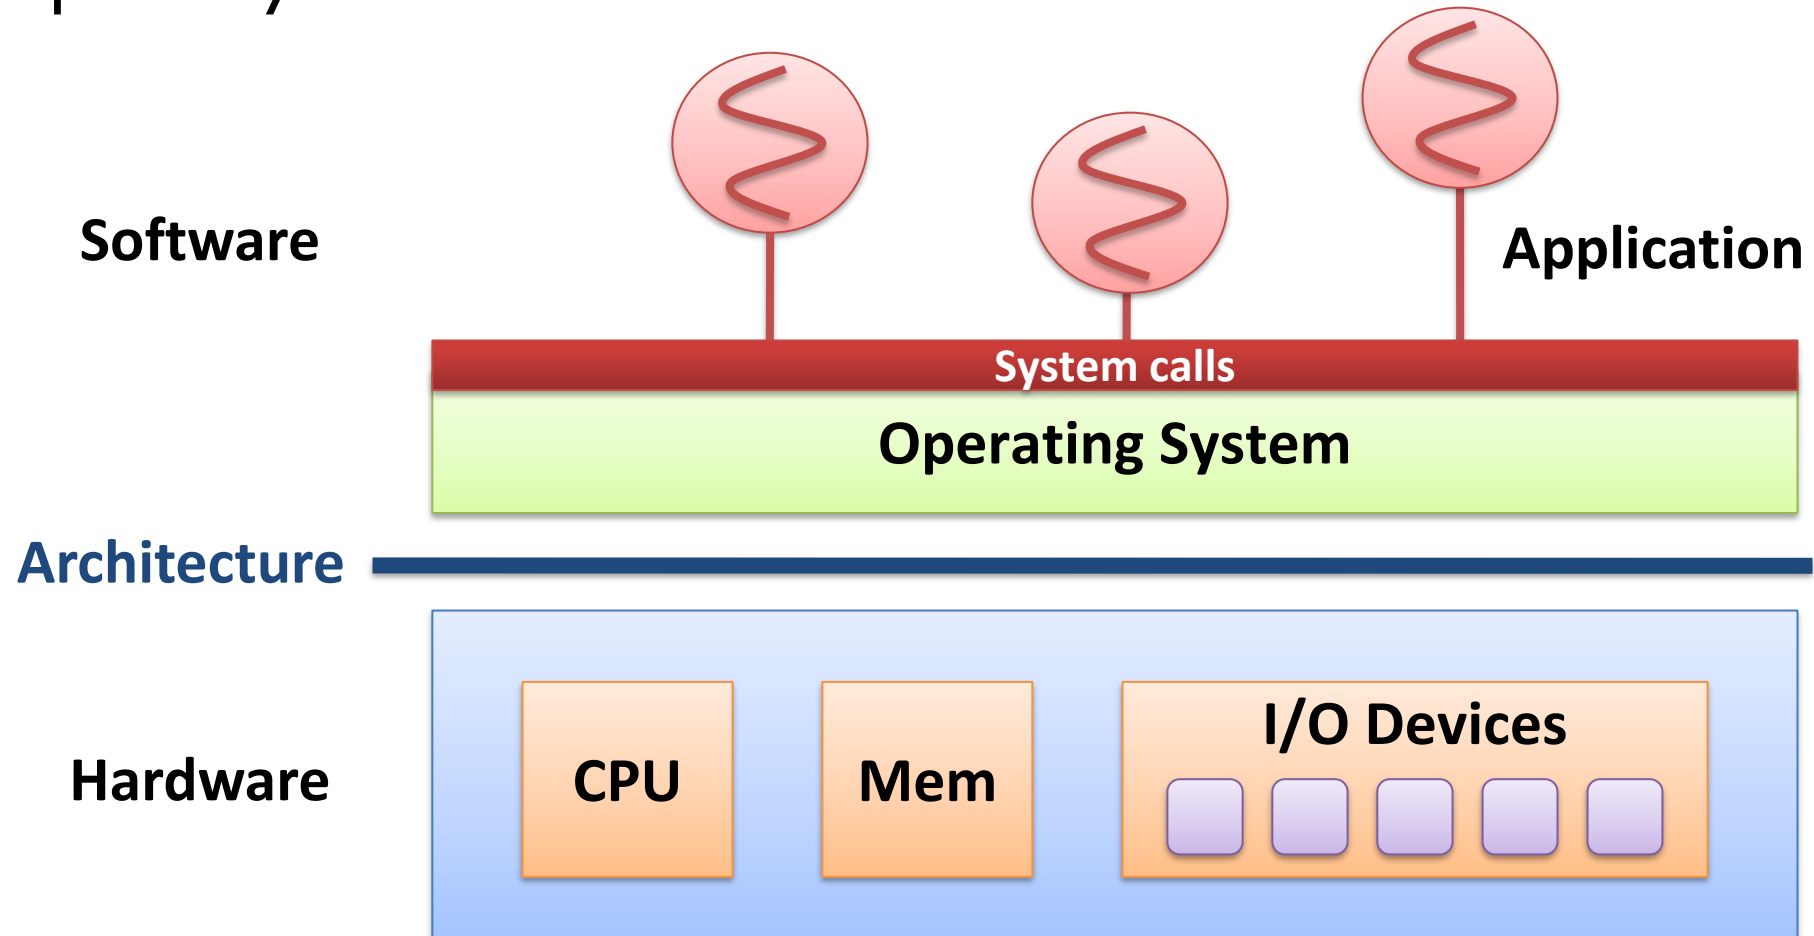 Software
Application
System calls
Operating System
Architecture
I/O Devices
CPU
Mem
Hardware